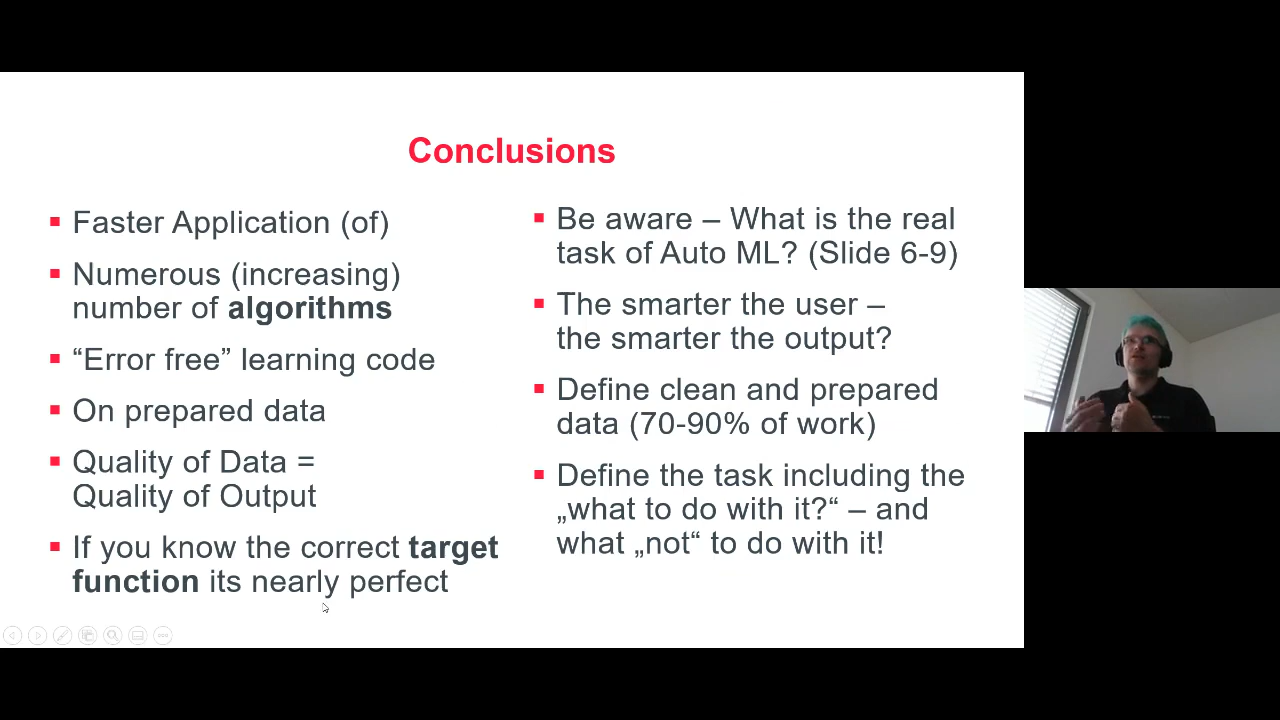 Conclusions
Faster Application (of)
Numerous (increasing)
number of algorithms
“Error free” learning code
On prepared data
Quality of Data =
Quality of Output
If you know the correct target
function its nearly perfect
Be aware – What is the real
task of Auto ML? (Slide 6-9)
The smarter the user –
the smarter the output?
Define clean and prepared
data (70-90% of work)
Define the task including the
„what to do with it?“ – and
what „not“ to do with it!